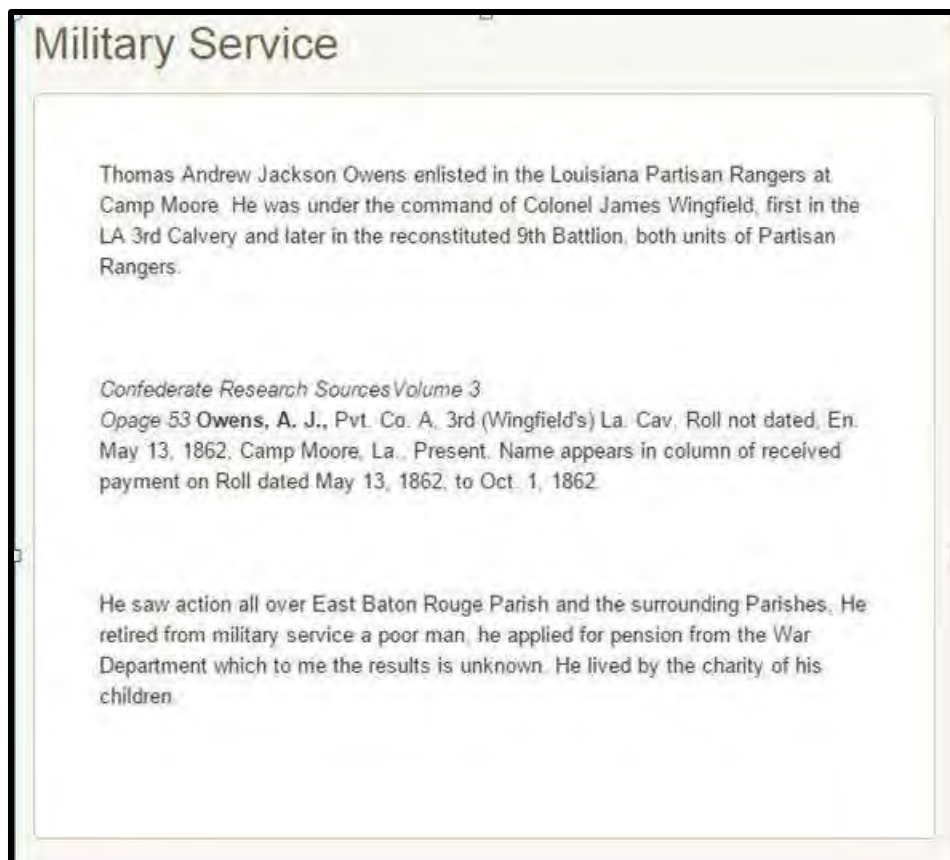 Military Service
Thomas Andrew Jackson Owens enlisted in the Louisiana Partisan Rangers at
Camp Moore. He was under the command of Colonel James Wingfield, first in the
LA 3rd Calvery and later in the reconstituted 9th Battlion, both units of Partisan
Rangers.
Confederate Research Sources Volume 3
Opage 53 Owens, A. J., Pvt. Co. A, 3rd (Wingfield's) La. Cav. Roll not dated, En.
May 13, 1862, Camp Moore, La., Present. Name appears in column of received
payment on Roll dated May 13, 1862, to Oct. 1, 1862.
He saw action all over East Baton Rouge Parish and the surrounding Parishes. He
retired from military service a poor man, he applied for pension from the War
Department which to me the results is unknown. He lived by the charity of his
children.